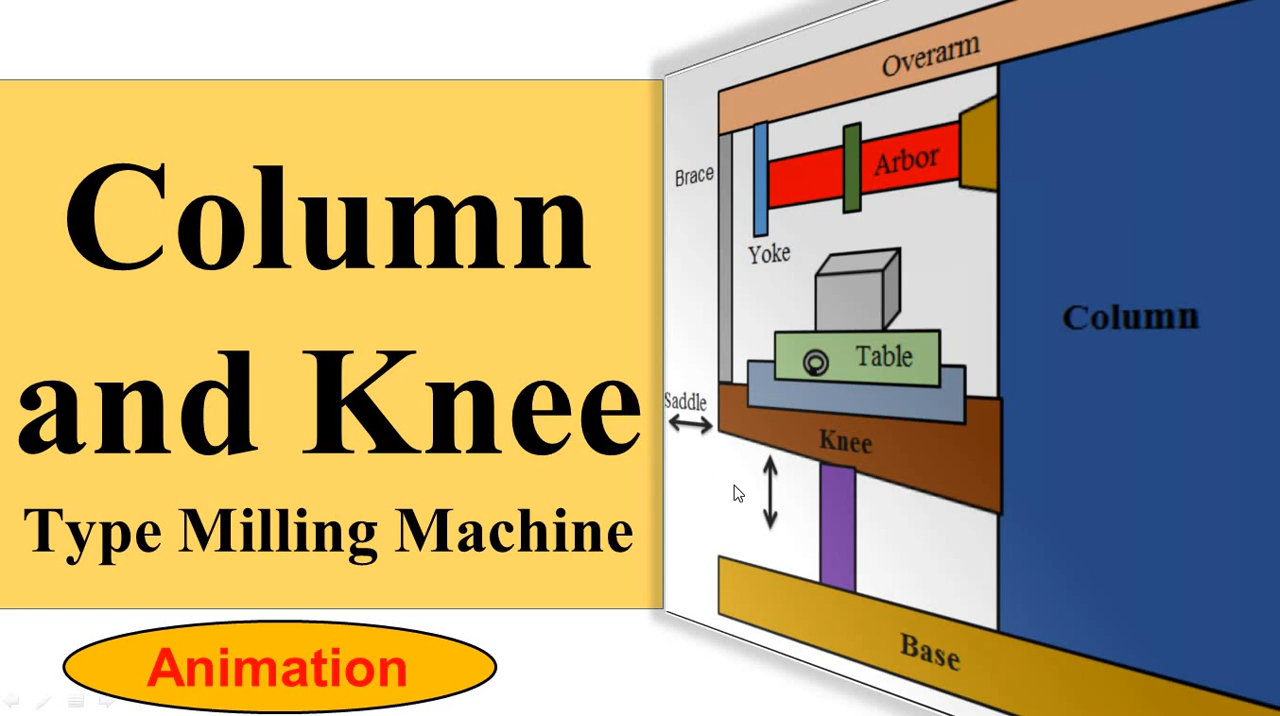 Column
and Knee
Type Milling Machine
Animation
Overarm
Brace
Arbor
Yoke
Column
Table
Saddle
Knee
Base